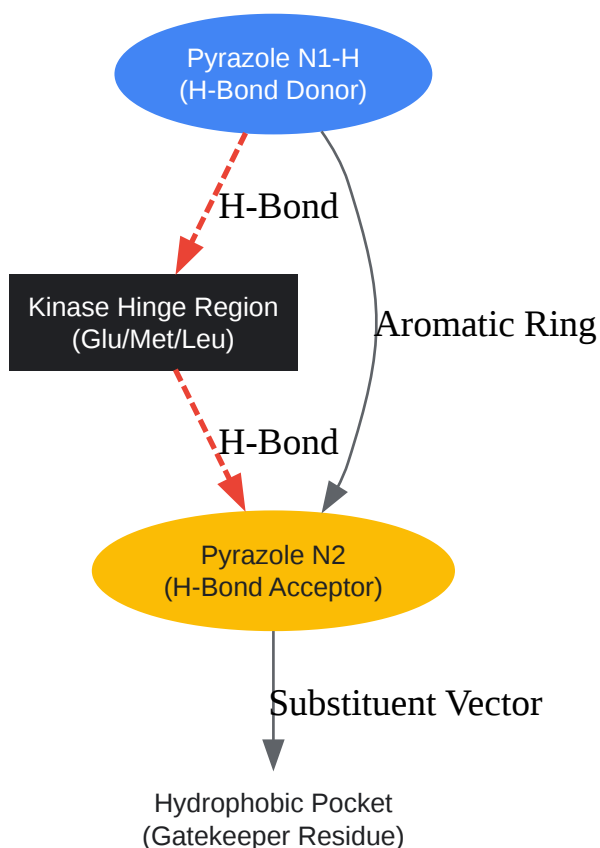 Pyrazole N1-H
(H-Bond Donor)
H-Bond
Kinase Hinge Region
(Glu/Met/Leu)
Aromatic Ring
H-Bond
Pyrazole N2
(H-Bond Acceptor)
Substituent Vector
Hydrophobic Pocket
(Gatekeeper Residue)